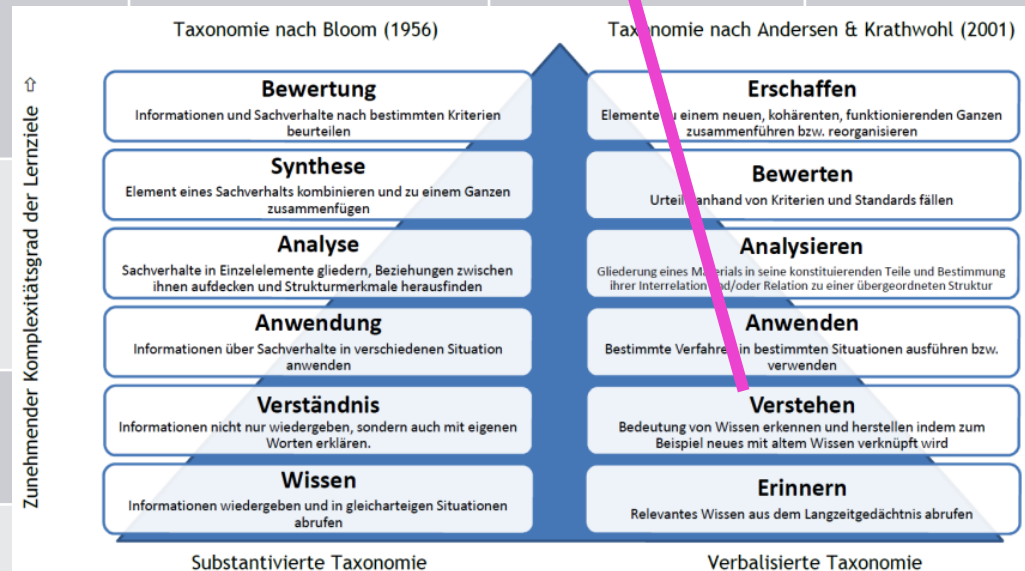 Taxonomie nach Bloom (1956)
Taxonomie nach Andersen & Krathwohl (2001)
Zunehmender Komplexitätsgrad der Lernziele ⇨
Bewertung
Informationen und Sachverhalte nach bestimmten Kriterien
beurteilen
Erschaffen
Elemente zu einem neuen, kohärenten, funktionierenden Ganzen
zusammenführen bzw. reorganisieren
Synthese
Element eines Sachverhalts kombinieren und zu einem Ganzen
zusammenfügen
Bewerten
Urteile anhand von Kriterien und Standards fällen
Analyse
Sachverhalte in Einzelelemente gliedern, Beziehungen zwischen
ihnen aufdecken und Strukturmerkmale herausfinden
Analysieren
Gliederung eines Materials in seine konstituierenden Teile und Bestimmung
ihrer Interrelation und/oder Relation zu einer übergeordneten Struktur
Anwendung
Informationen über Sachverhalte in verschiedenen Situation
anwenden
Anwenden
Bestimmte Verfahren in bestimmten Situationen ausführen bzw.
verwenden
Verständnis
Informationen nicht nur wiedergeben, sondern auch mit eigenen
Worten erklären.
Verstehen
Bedeutung von Wissen erkennen und herstellen indem zum
Beispiel neues mit altem Wissen verknüpft wird
Wissen
Informationen wiedergeben und in gleichartigen Situationen
abrufen
Erinnern
Relevantes Wissen aus dem Langzeitgedächtnis abrufen
Substantivierte Taxonomie
Verbalisierte Taxonomie